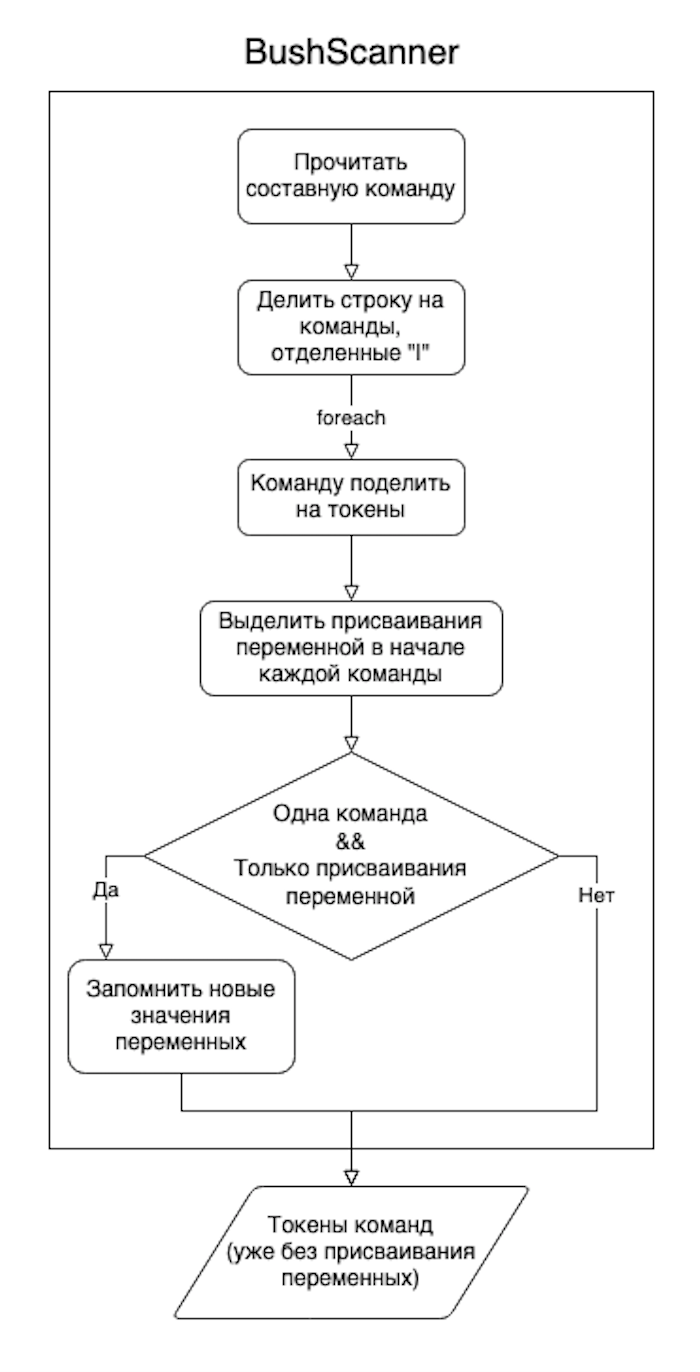 BushScanner
Прочитать
составную команду
Делить строку на
команды,
отделенные "I"
foreach
Команду поделить
на токены
Выделить присваивания
переменной в начале
каждой команды
Одна команда
&&
Только присваивания
переменной
Да
Нет
Запомнить новые
значения
переменных
Токены команд
(уже без присваивания
переменных)